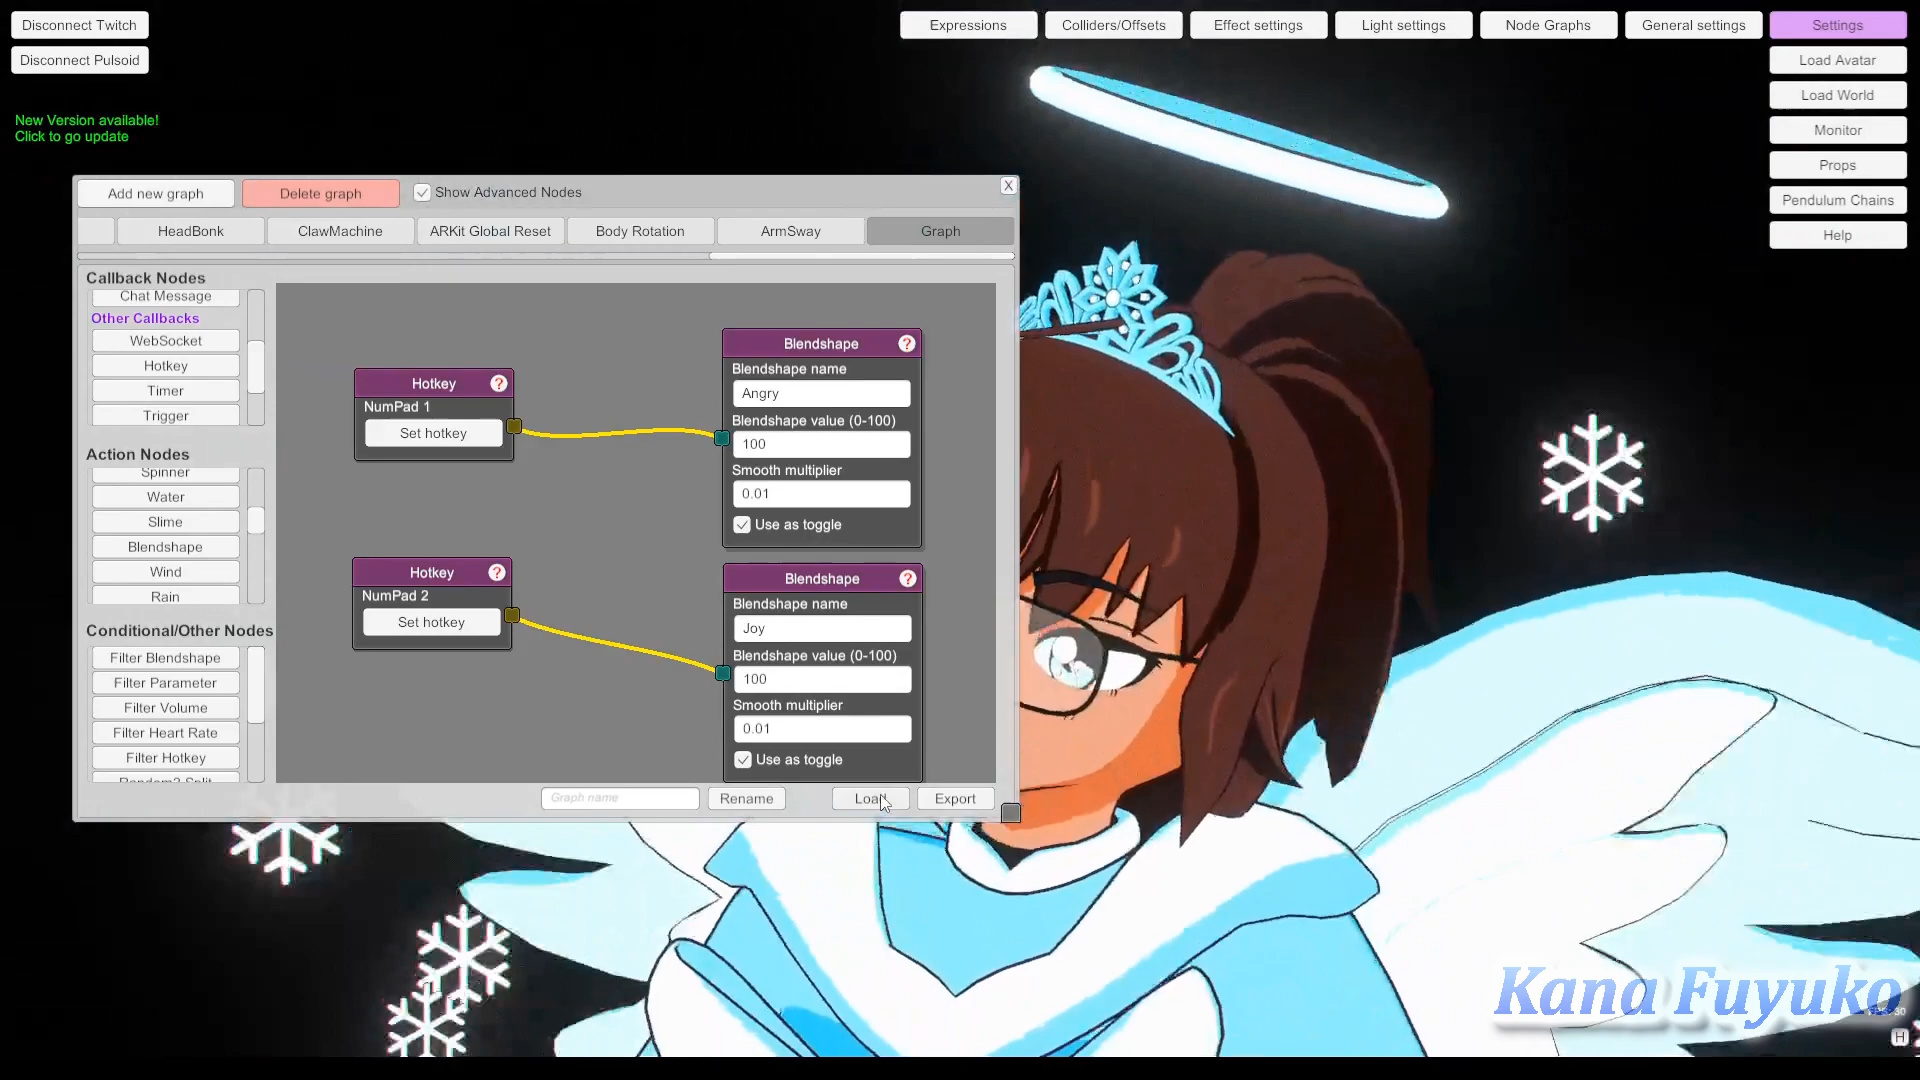 Disconnect Twitch
Disconnect Pulsoid
New Version available!
Click to go update
Expressions
Colliders/Offsets
Effect settings
Light settings
Node Graphs
General settings
Settings
Load Avatar
Load World
Monitor
Props
Pendulum Chains
Help
Add new graph
Delete graph
Show Advanced Nodes
X
HeadBonk
ClawMachine
ARKit Global Reset
Body Rotation
ArmSway
Graph
Callback Nodes
Chat Message
Other Callbacks
WebSocket
Hotkey
Timer
Trigger
Action Nodes
Spinner
Water
Slime
Blendshape
Wind
Rain
Conditional/Other Nodes
Filter Blendshape
Filter Parameter
Filter Volume
Filter Heart Rate
Filter Hotkey
Random2 Split
Hotkey ?
NumPad 1
Set hotkey
Blendshape ?
Blendshape name
Angry
Blendshape value (0-100)
100
Smooth multiplier
0.01
Use as toggle
Hotkey ?
NumPad 2
Set hotkey
Blendshape ?
Blendshape name
Joy
Blendshape value (0-100)
100
Smooth multiplier
0.01
Use as toggle
Graph name
Rename
Load
Export
Kana Fuyuko
30
H